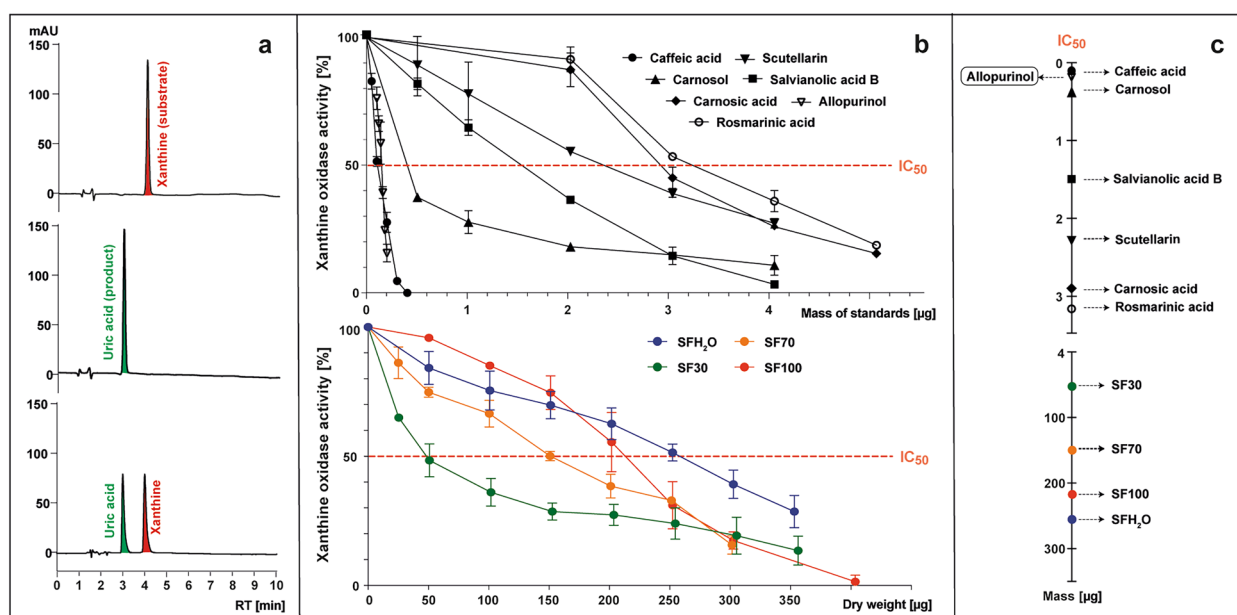 a
mAU
150
100
50
0
Xanthine (substrate)
150
100
50
0
Uric acid (product)
150
100
50
0
Uric acid
Xanthine
0 1 2 3 4 5 6 7 8 9 10
RT [min]
b
Xanthine oxidase activity [%]
100
50
0
Caffeic acid
Scutellarin
Carnosol
Salvianolic acid B
Carnosic acid
Allopurinol
Rosmarinic acid
IC50
0 1 2 3 4
Mass of standards [µg]
Xanthine oxidase activity [%]
100
50
0
SFH2O
SF70
SF30
SF100
IC50
0 50 100 150 200 250 300 350 400
Dry weight [µg]
c
IC50
0
Allopurinol
Caffeic acid
Carnosol
1
Salvianolic acid B
2
Scutellarin
Carnosic acid
3
Rosmarinic acid
4
SF30
100
SF70
200
SF100
SFH2O
300
Mass [µg]